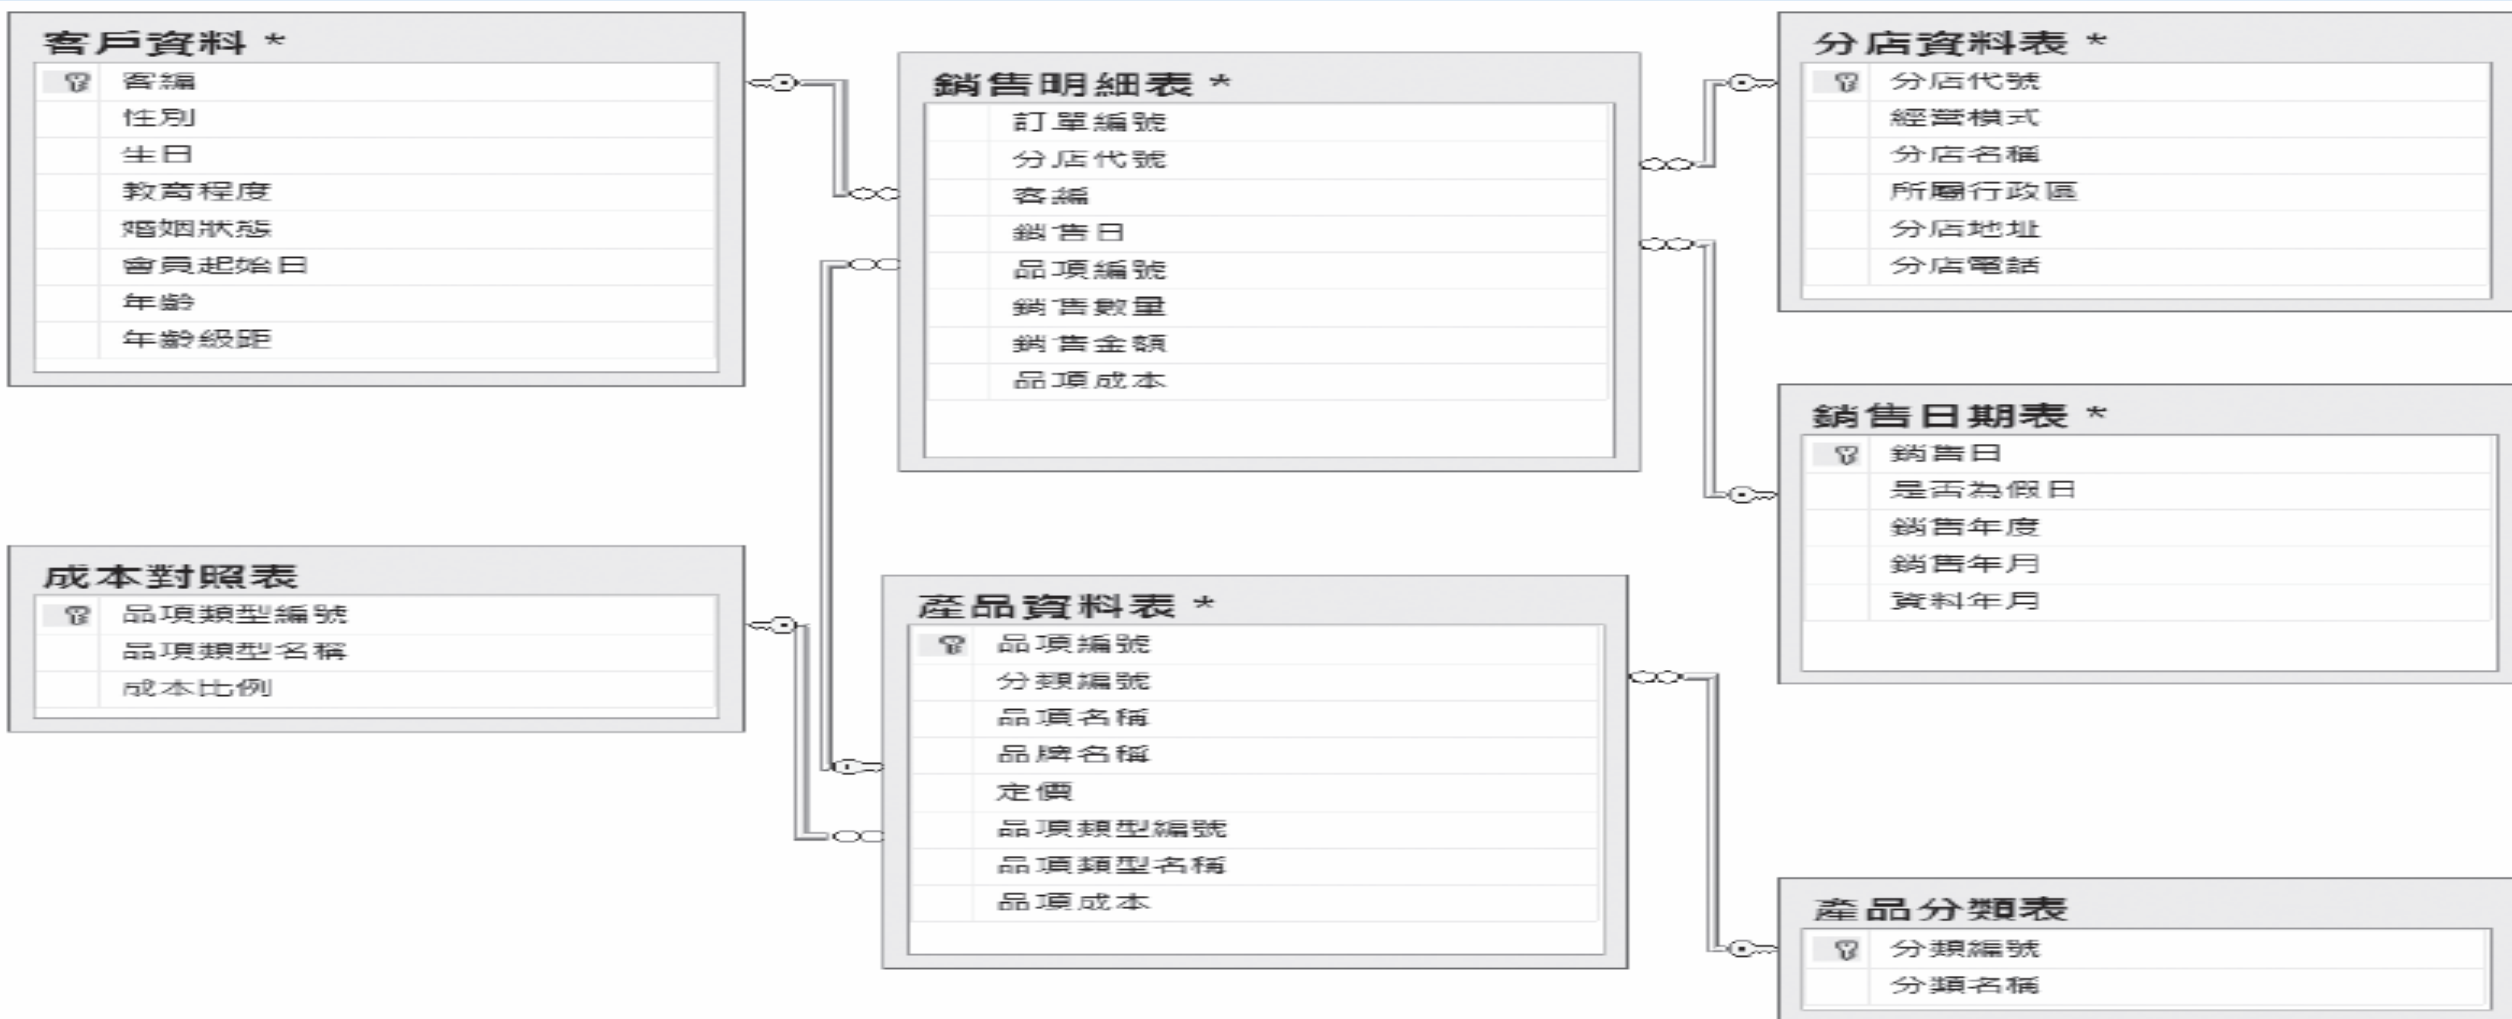 客戶資料 *
客編
性別
生日
教育程度
婚姻狀態
會員起始日
年齡
年齡級距
銷售明細表 *
訂單編號
分店代號
客編
銷售日
品項編號
銷售數量
銷售金額
品項成本
分店資料表 *
分店代號
經營模式
分店名稱
所屬行政區
分店地址
分店電話
銷售日期表 *
銷售日
是否為假日
銷售年度
銷售年月
資料年月
成本對照表
品項類型編號
品項類型名稱
成本比例
產品資料表 *
品項編號
分類編號
品項名稱
品牌名稱
定價
品項類型編號
品項類型名稱
品項成本
產品分類表
分類編號
分類名稱